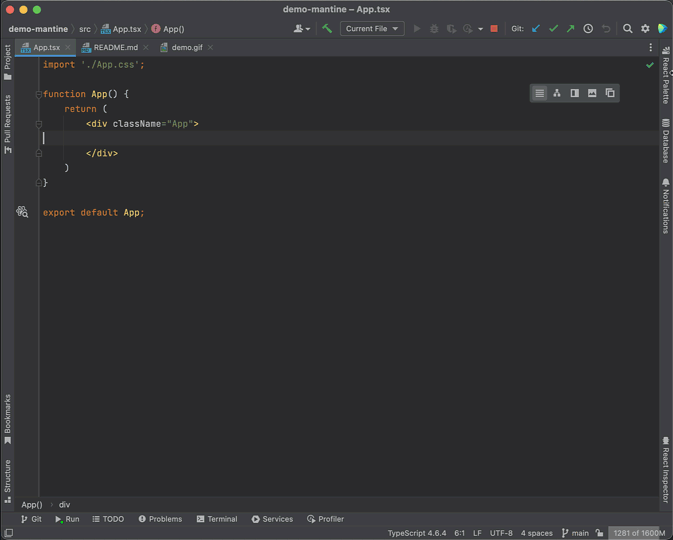 demo-mantine – App.tsx
demo-mantine src App.tsx App()
Current File
Git:
App.tsx
README.md
demo.gif
Project
Pull Requests
Bookmarks
Structure
import './App.css';
function App() {
return (
<div className="App">
</div>
)
}
export default App;
React Palette
Database
Notifications
React Inspector
App() div
Git Run TODO Problems Terminal Services Profiler
TypeScript 4.6.4 6:1 LF UTF-8 4 spaces main 1281 of 1600M